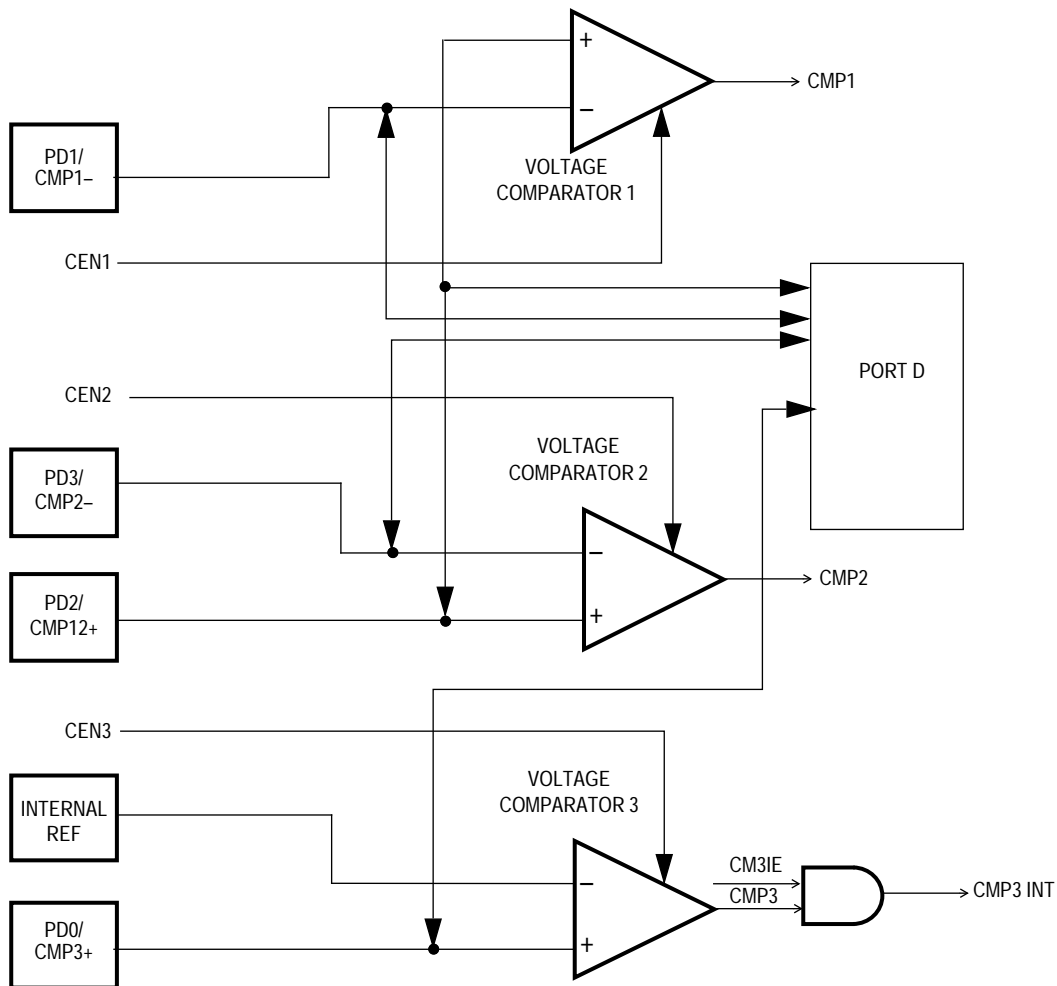 +
CMP1
−
PD1/
CMP1–
VOLTAGE
COMPARATOR 1
CEN1
PORT D
CEN2
VOLTAGE
COMPARATOR 2
PD3/
CMP2–
−
CMP2
PD2/
CMP12+
+
CEN3
VOLTAGE
COMPARATOR 3
INTERNAL
REF
−
CM3IE
CMP3
CMP3 INT
PD0/
CMP3+
+